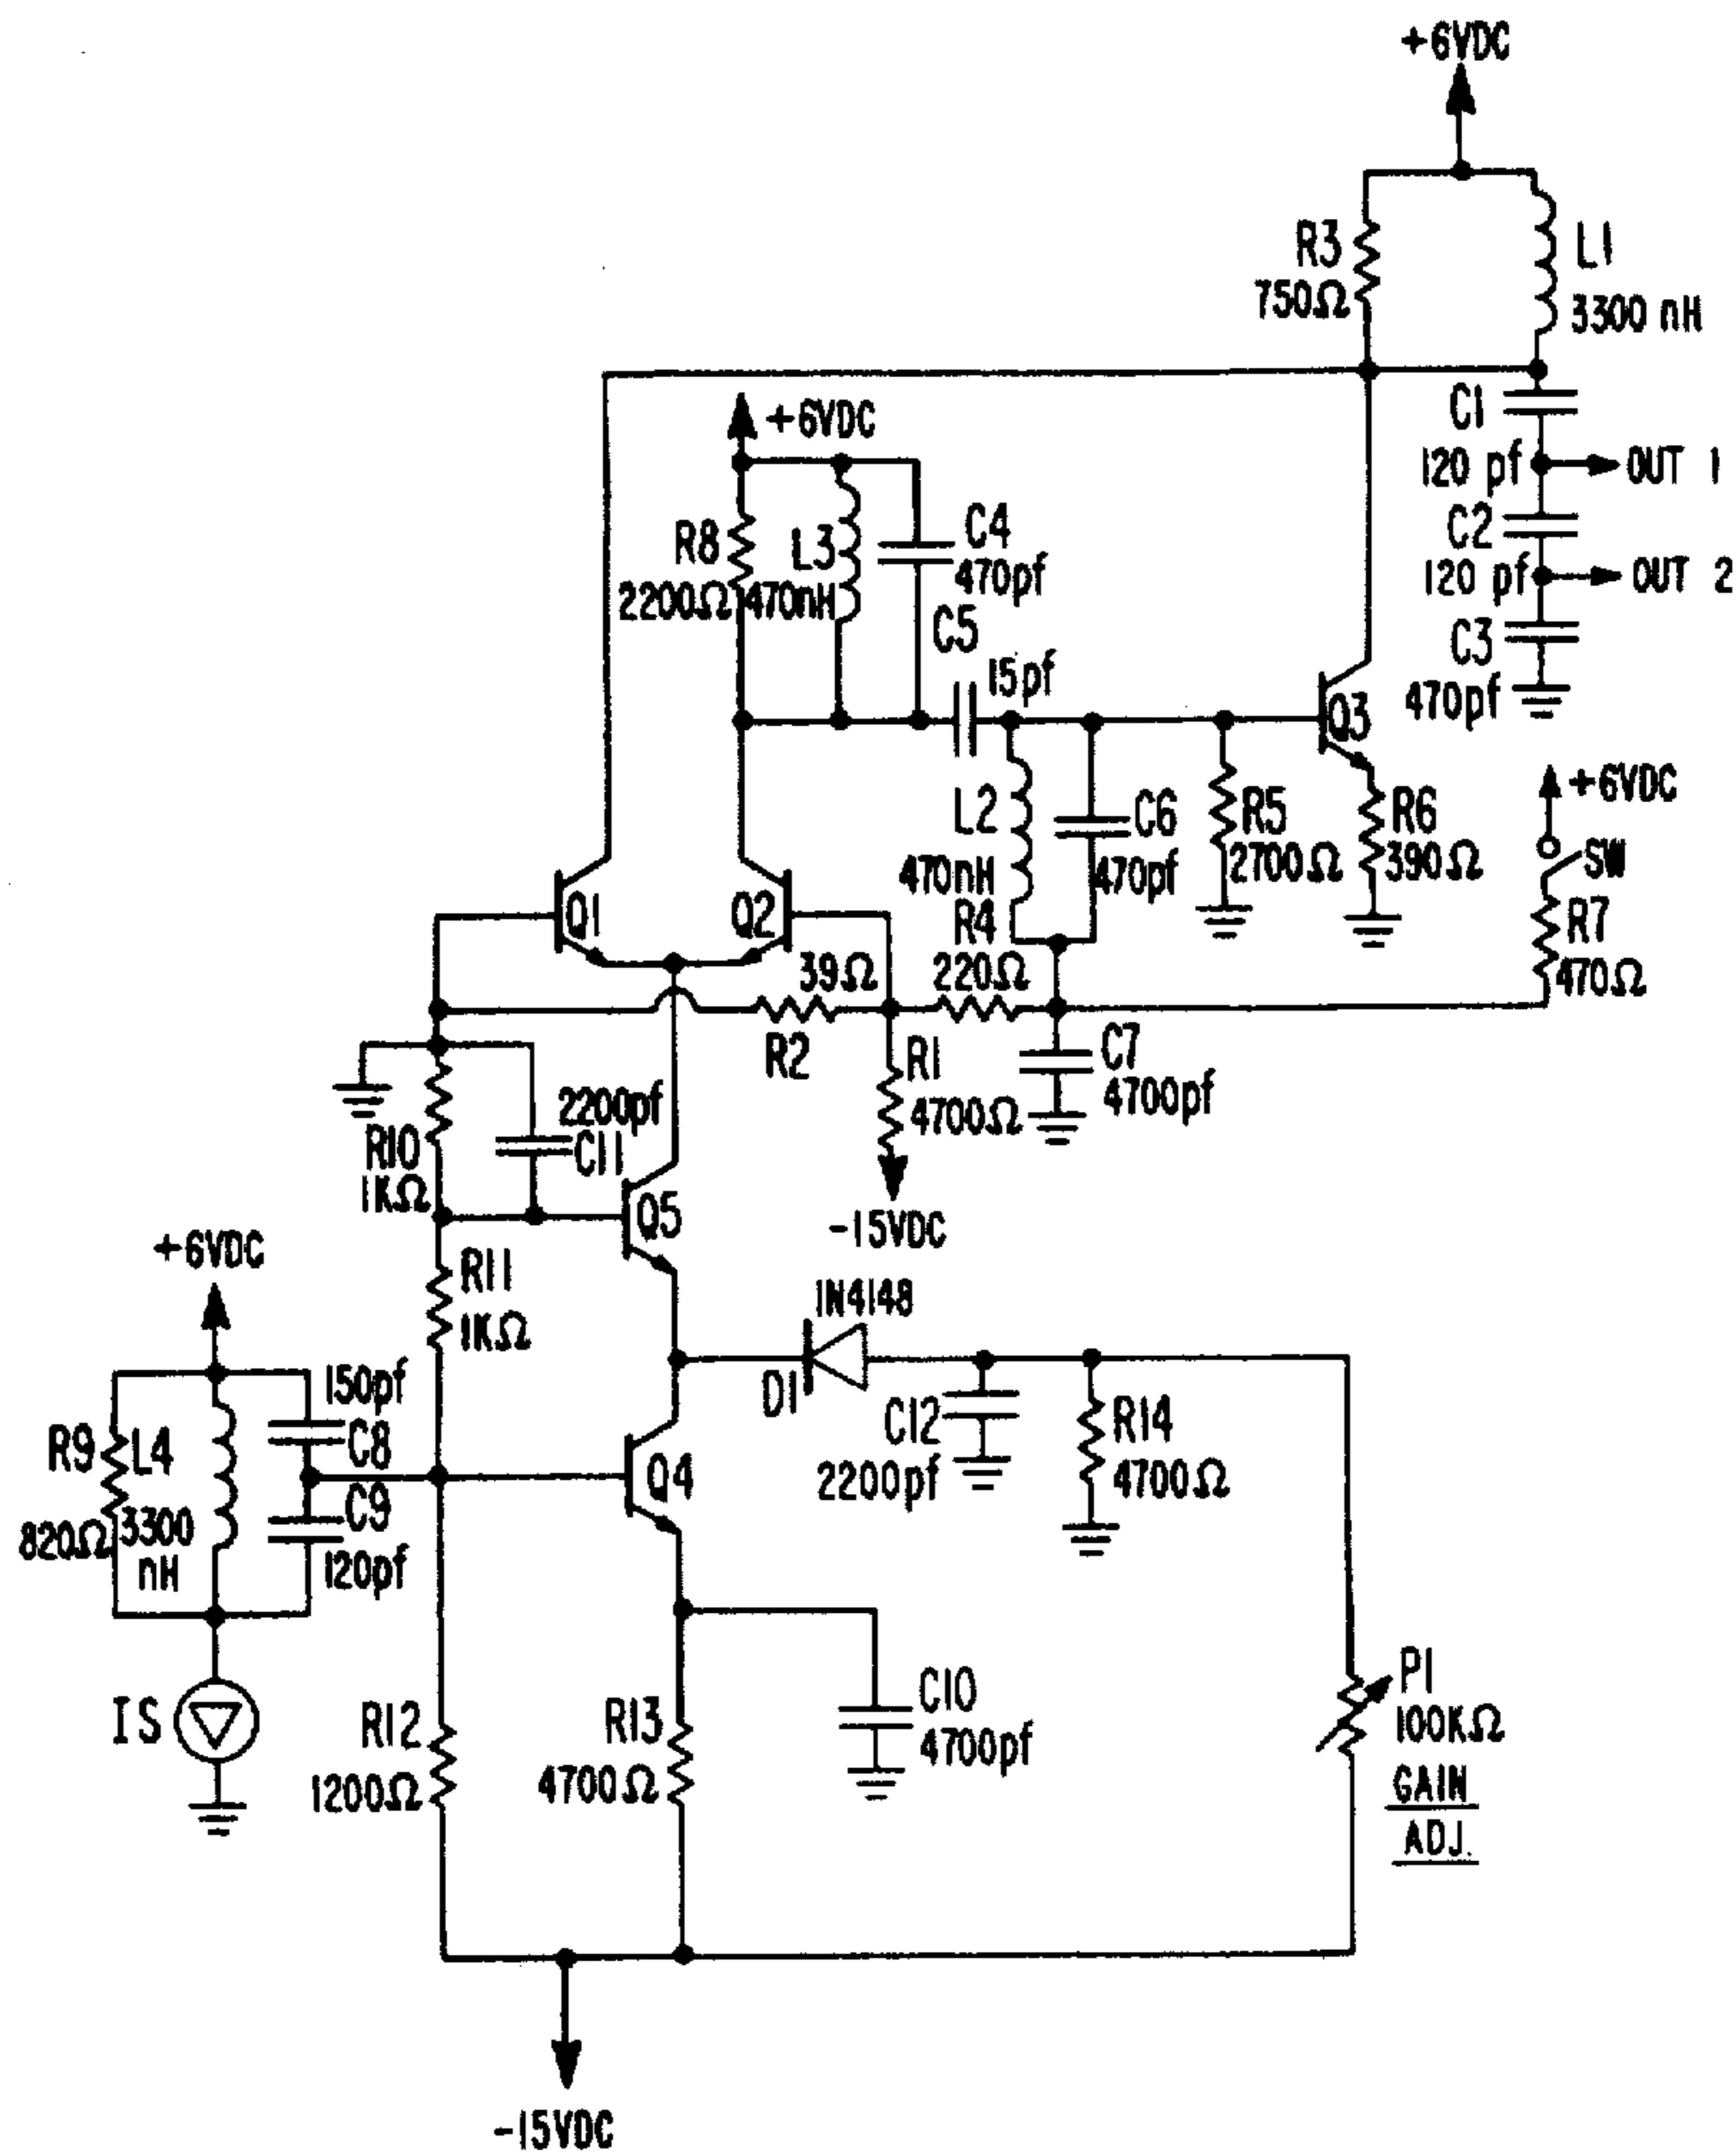 +6VDC
R3
750Ω
L1
3300 nH
C1
120 pf
OUT 1
+6VDC
C2
120 pf
OUT 2
R8
2200Ω
L3
470nH
C4
470pf
C5
15pf
C3
470pf
Q3
+6VDC
SW
L2
470nH
C6
470pf
R5
2700Ω
R6
390Ω
R7
470Ω
Q1
Q2
39Ω
R2
R4
220Ω
R1
4700Ω
C7
4700pf
2200pf
C11
R10
1KΩ
Q5
-15VDC
+6VDC
R11
1KΩ
1N4148
D1
150pf
C8
R9
820Ω
L4
3300
nH
C9
120pf
Q4
C12
2200pf
R14
4700Ω
IS
R12
1200Ω
R13
4700Ω
C10
4700pf
P1
100KΩ
GAIN
ADJ.
-15VDC